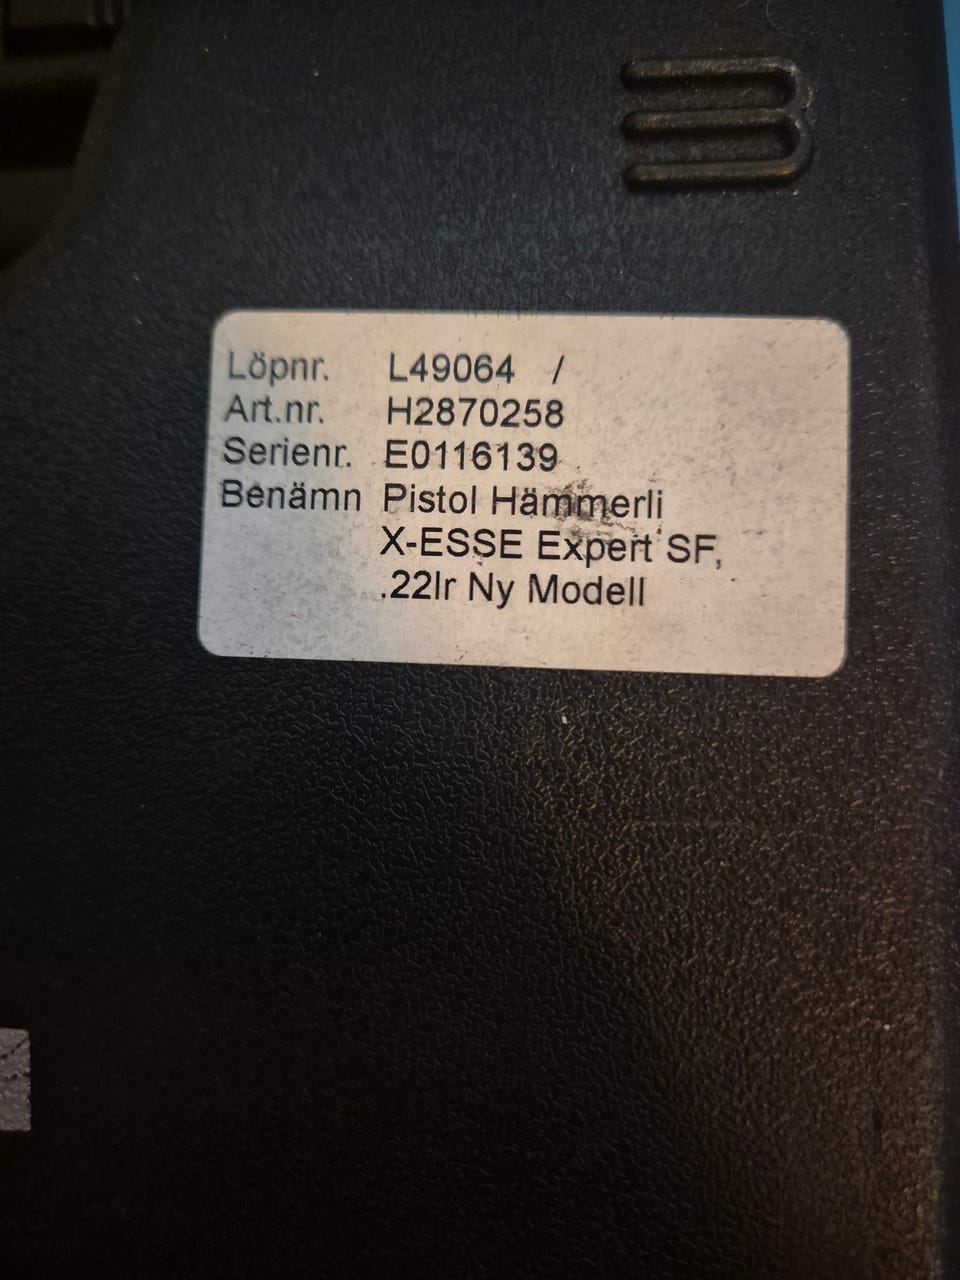 Löpnr. L49064 /
Art.nr. H2870258
Serienr. E0116139
Benämn Pistol Hämmerli
X-ESSE Expert SF,
.22lr Ny Modell